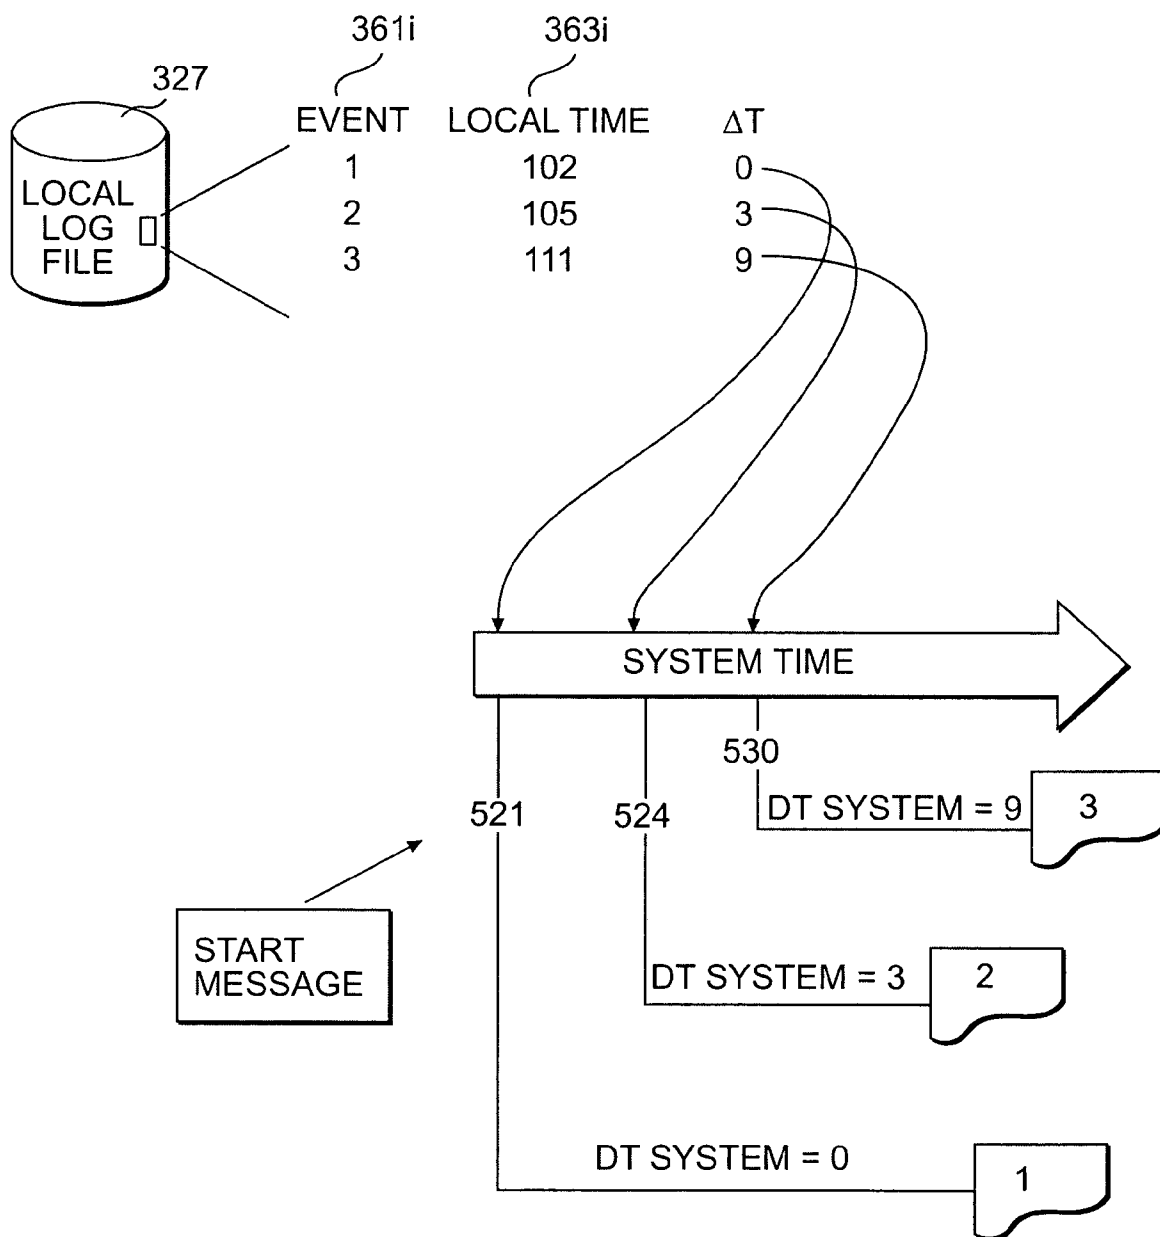 361i 363i
327
EVENT LOCAL TIME ΔT
1 102 0
2 105 3
3 111 9
LOCAL
LOG
FILE
SYSTEM TIME
530
521 524 DT SYSTEM = 9 3
START
MESSAGE
DT SYSTEM = 3 2
DT SYSTEM = 0 1